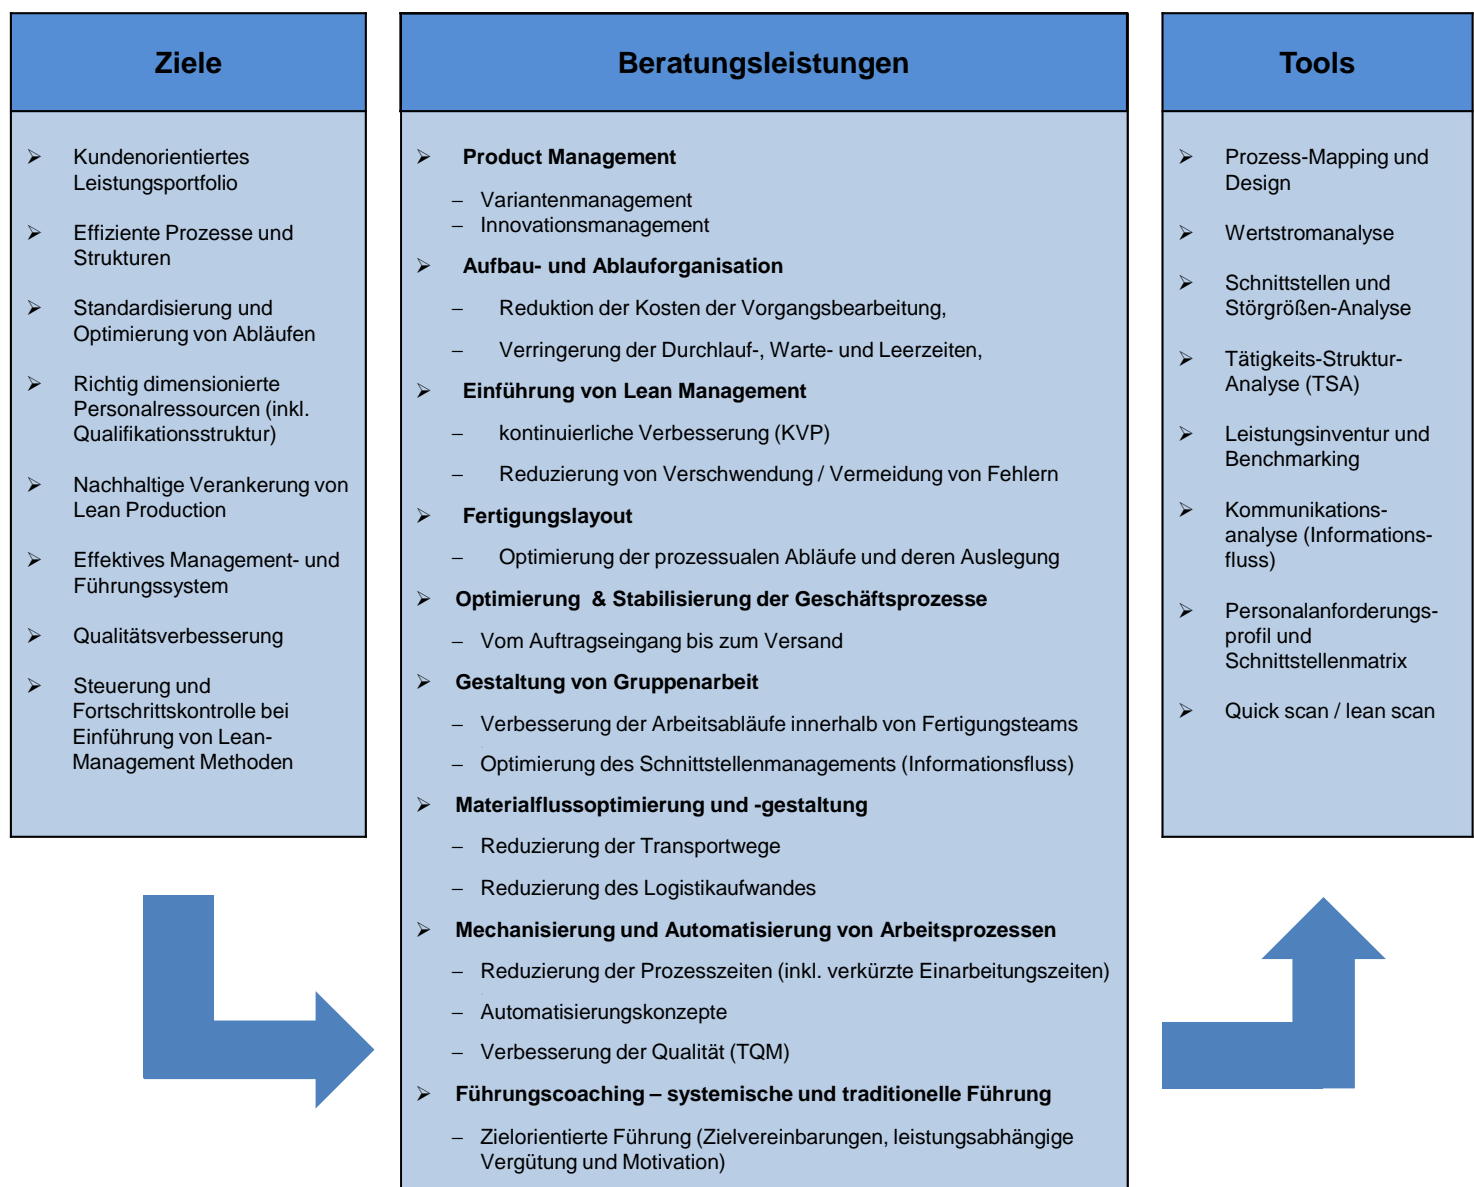 Ziele
Kundenorientiertes
Leistungsportfolio
Effiziente Prozesse und
Strukturen
Standardisierung und
Optimierung von Abläufen
Richtig dimensionierte
Personalressourcen (inkl.
Qualifikationsstruktur)
Nachhaltige Verankerung von
Lean Production
Effektives Management- und
Führungssystem
Qualitätsverbesserung
Steuerung und
Fortschrittskontrolle bei
Einführung von Lean-
Management Methoden
Beratungsleistungen
Product Management
– Variantenmanagement
– Innovationsmanagement
Aufbau- und Ablauforganisation
– Reduktion der Kosten der Vorgangsbearbeitung,
– Verringerung der Durchlauf-, Warte- und Leerzeiten,
Einführung von Lean Management
– kontinuierliche Verbesserung (KVP)
– Reduzierung von Verschwendung / Vermeidung von Fehlern
Fertigungslayout
– Optimierung der prozessualen Abläufe und deren Auslegung
Optimierung & Stabilisierung der Geschäftsprozesse
– Vom Auftragseingang bis zum Versand
Gestaltung von Gruppenarbeit
– Verbesserung der Arbeitsabläufe innerhalb von Fertigungsteams
– Optimierung des Schnittstellenmanagements (Informationsfluss)
Materialflussoptimierung und -gestaltung
– Reduzierung der Transportwege
– Reduzierung des Logistikaufwandes
Mechanisierung und Automatisierung von Arbeitsprozessen
– Reduzierung der Prozesszeiten (inkl. verkürzte Einarbeitungszeiten)
– Automatisierungskonzepte
– Verbesserung der Qualität (TQM)
Führungscoaching – systemische und traditionelle Führung
– Zielorientierte Führung (Zielvereinbarungen, leistungsabhängige
Vergütung und Motivation)
Tools
Prozess-Mapping und
Design
Wertstromanalyse
Schnittstellen und
Störgrößen-Analyse
Tätigkeits-Struktur-
Analyse (TSA)
Leistungsinventur und
Benchmarking
Kommunikations-
analyse (Informations-
fluss)
Personalanforderungs-
profil und
Schnittstellenmatrix
Quick scan / lean scan